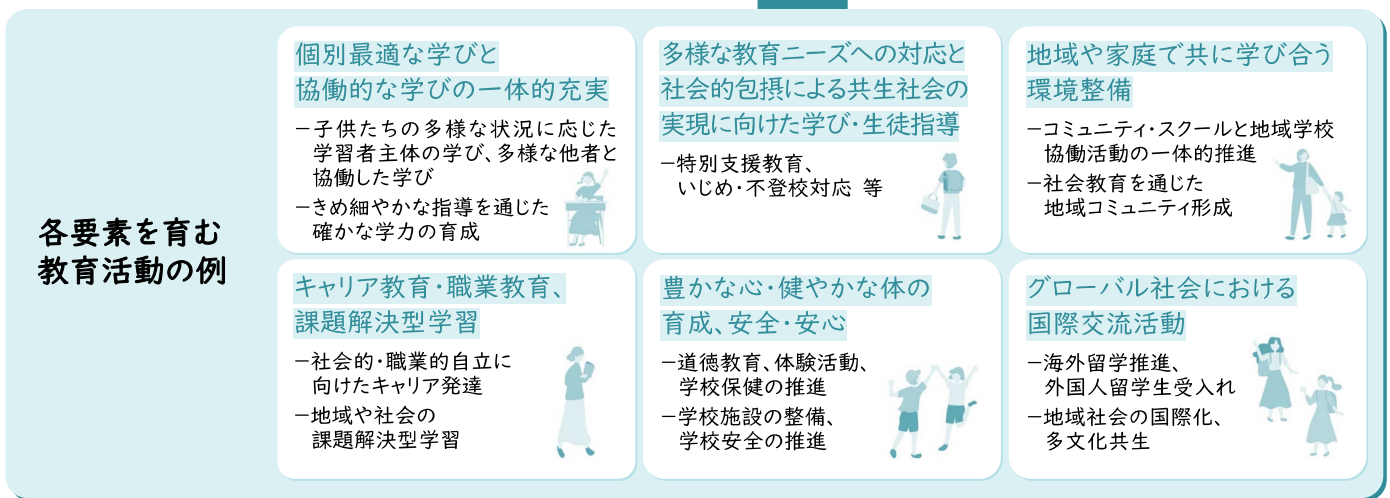 各要素を育む
教育活動の例
個別最適な学びと
協働的な学びの一体的充実
−子供たちの多様な状況に応じた
学習者主体の学び、多様な他者と
協働した学び
−きめ細やかな指導を通じた
確かな学力の育成
多様な教育ニーズへの対応と
社会的包摂による共生社会の
実現に向けた学び・生徒指導
−特別支援教育、
いじめ・不登校対応 等
地域や家庭で共に学び合う
環境整備
−コミュニティ・スクールと地域学校
協働活動の一体的推進
−社会教育を通じた
地域コミュニティ形成
キャリア教育・職業教育、
課題解決型学習
−社会的・職業的自立に
向けたキャリア発達
−地域や社会の
課題解決型学習
豊かな心・健やかな体の
育成、安全・安心
−道徳教育、体験活動、
学校保健の推進
−学校施設の整備、
学校安全の推進
グローバル社会における
国際交流活動
−海外留学推進、
外国人留学生受入れ
−地域社会の国際化、
多文化共生